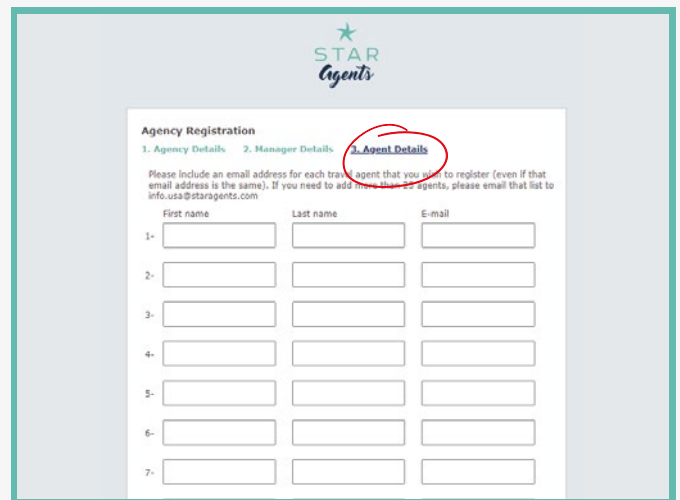 STAR
Agents
Agency Registration
1. Agency Details 2. Manager Details 3. Agent Details
Please include an email address for each travel agent that you wish to register (even if that
email address is the same). If you need to add more than 25 agents, please email that list to
info.usa@staragents.com
First name Last name E-mail
1-
2-
3-
4-
5-
6-
7-